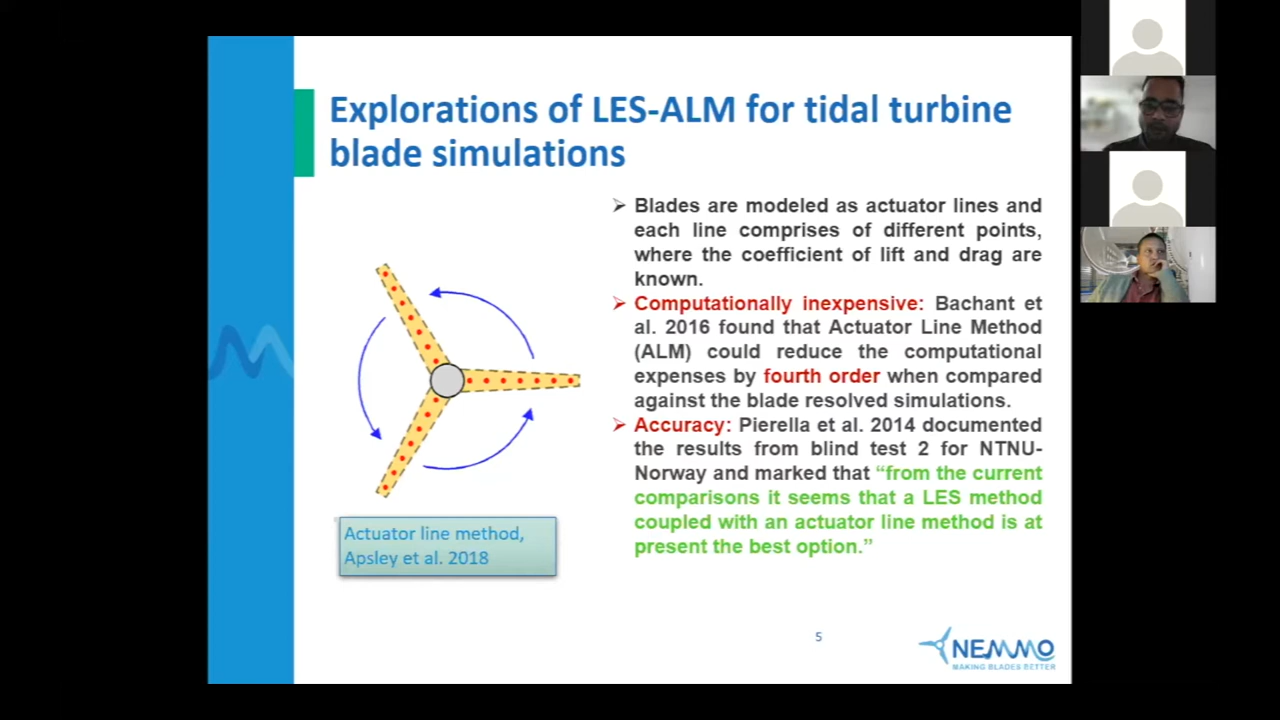 Explorations of LES-ALM for tidal turbine
blade simulations
Blades are modeled as actuator lines and
each line comprises of different points,
where the coefficient of lift and drag are
known.
Computationally inexpensive: Bachant et
al. 2016 found that Actuator Line Method
(ALM) could reduce the computational
expenses by fourth order when compared
against the blade resolved simulations.
Accuracy: Pierella et al. 2014 documented
the results from blind test 2 for NTNU-
Norway and marked that “from the current
comparisons it seems that a LES method
coupled with an actuator line method is at
present the best option.”
Actuator line method,
Apsley et al. 2018
5
NEMMO
MAKING BLADES BETTER